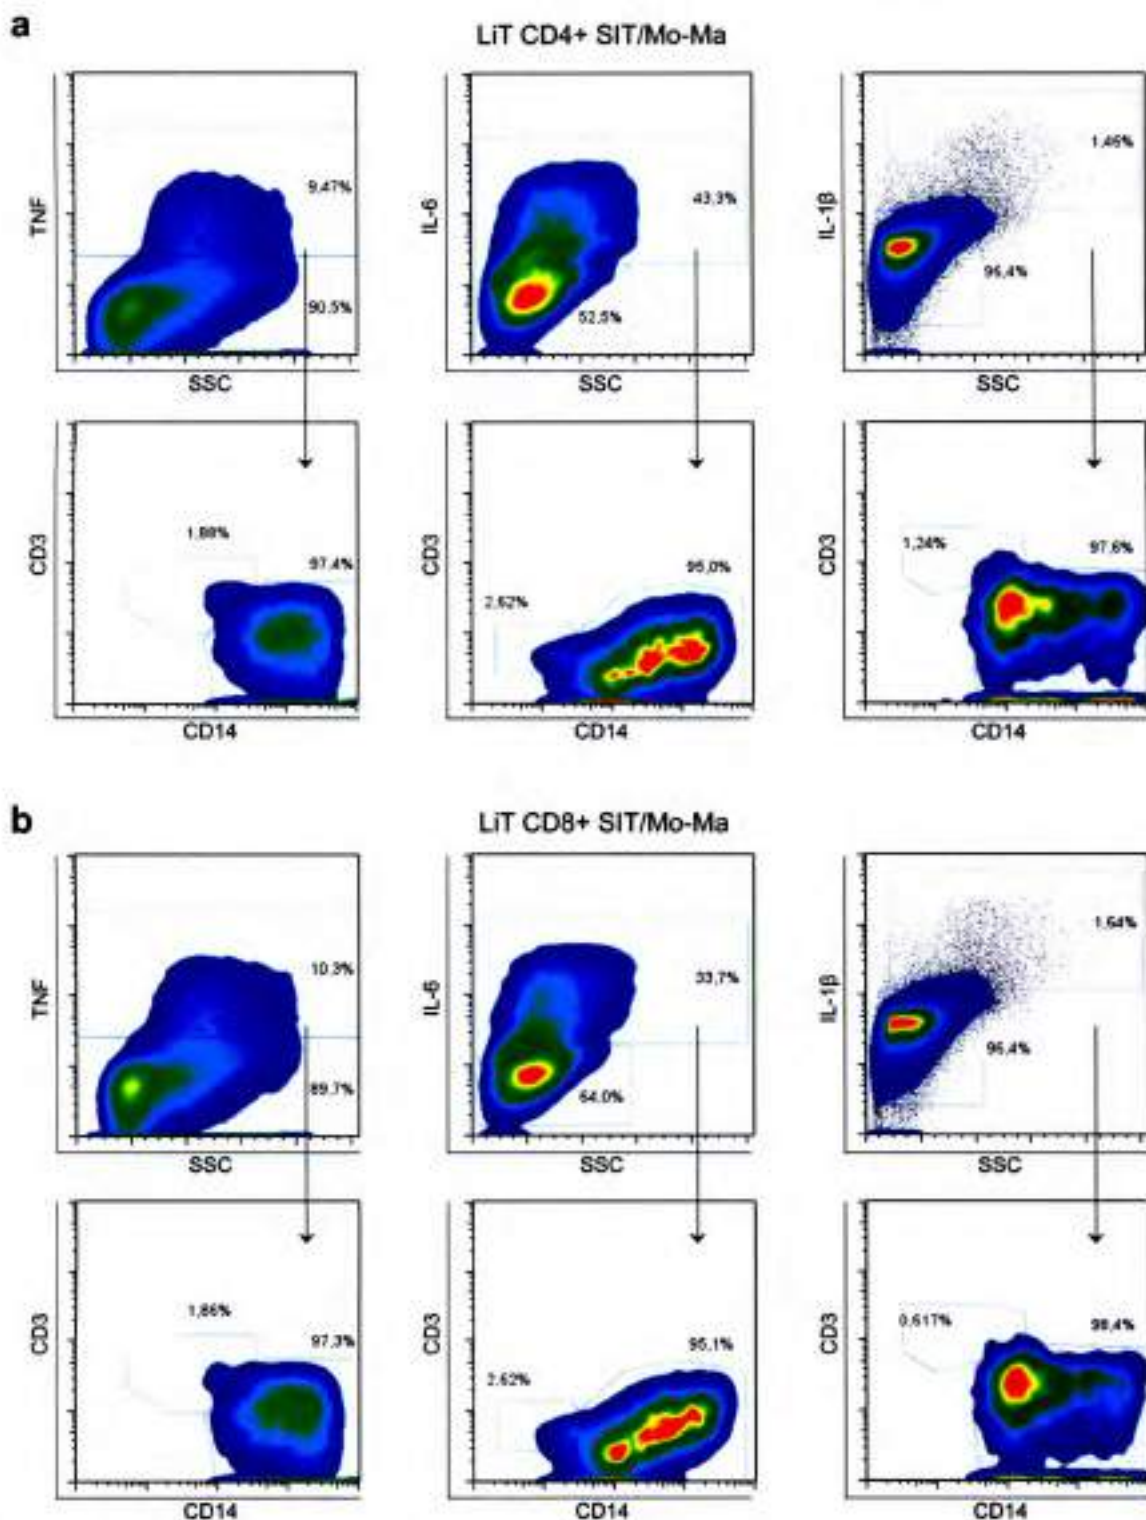 a
LiT CD4+ SIT/Mo-Ma
TNF
9.47%
90.5%
SSC
IL-6
43,3%
52,5%
SSC
IL-1β
1,46%
96,4%
SSC
CD3
1,88%
97.4%
CD14
CD3
2,62%
95,0%
CD14
CD3
1,24%
97,6%
CD14
b
LiT CD8+ SIT/Mo-Ma
TNF
10.3%
89,7%
SSC
IL-6
33,7%
64,0%
SSC
IL-1β
1,64%
96,4%
SSC
CD3
1,86%
97,3%
CD14
CD3
2,62%
95,1%
CD14
CD3
0,617%
98,4%
CD14